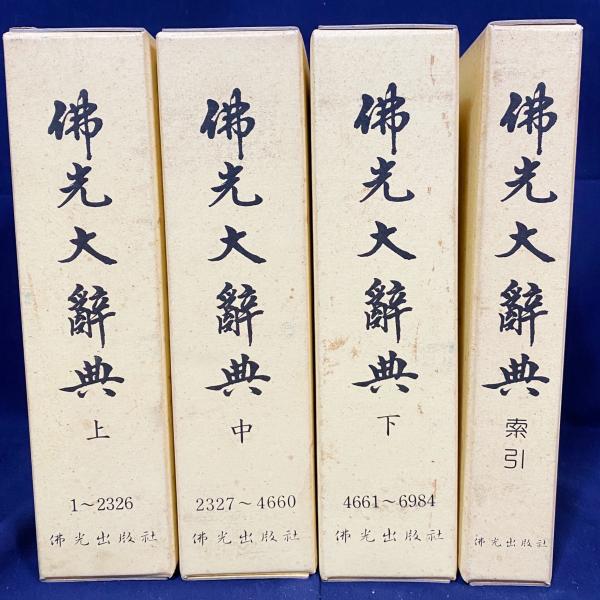 佛光大辭典
上
1～2326
佛光出版社
佛光大辭典
中
2327～4660
佛光出版社
佛光大辭典
下
4661～6984
佛光出版社
佛光大辭典
索引
佛光出版社